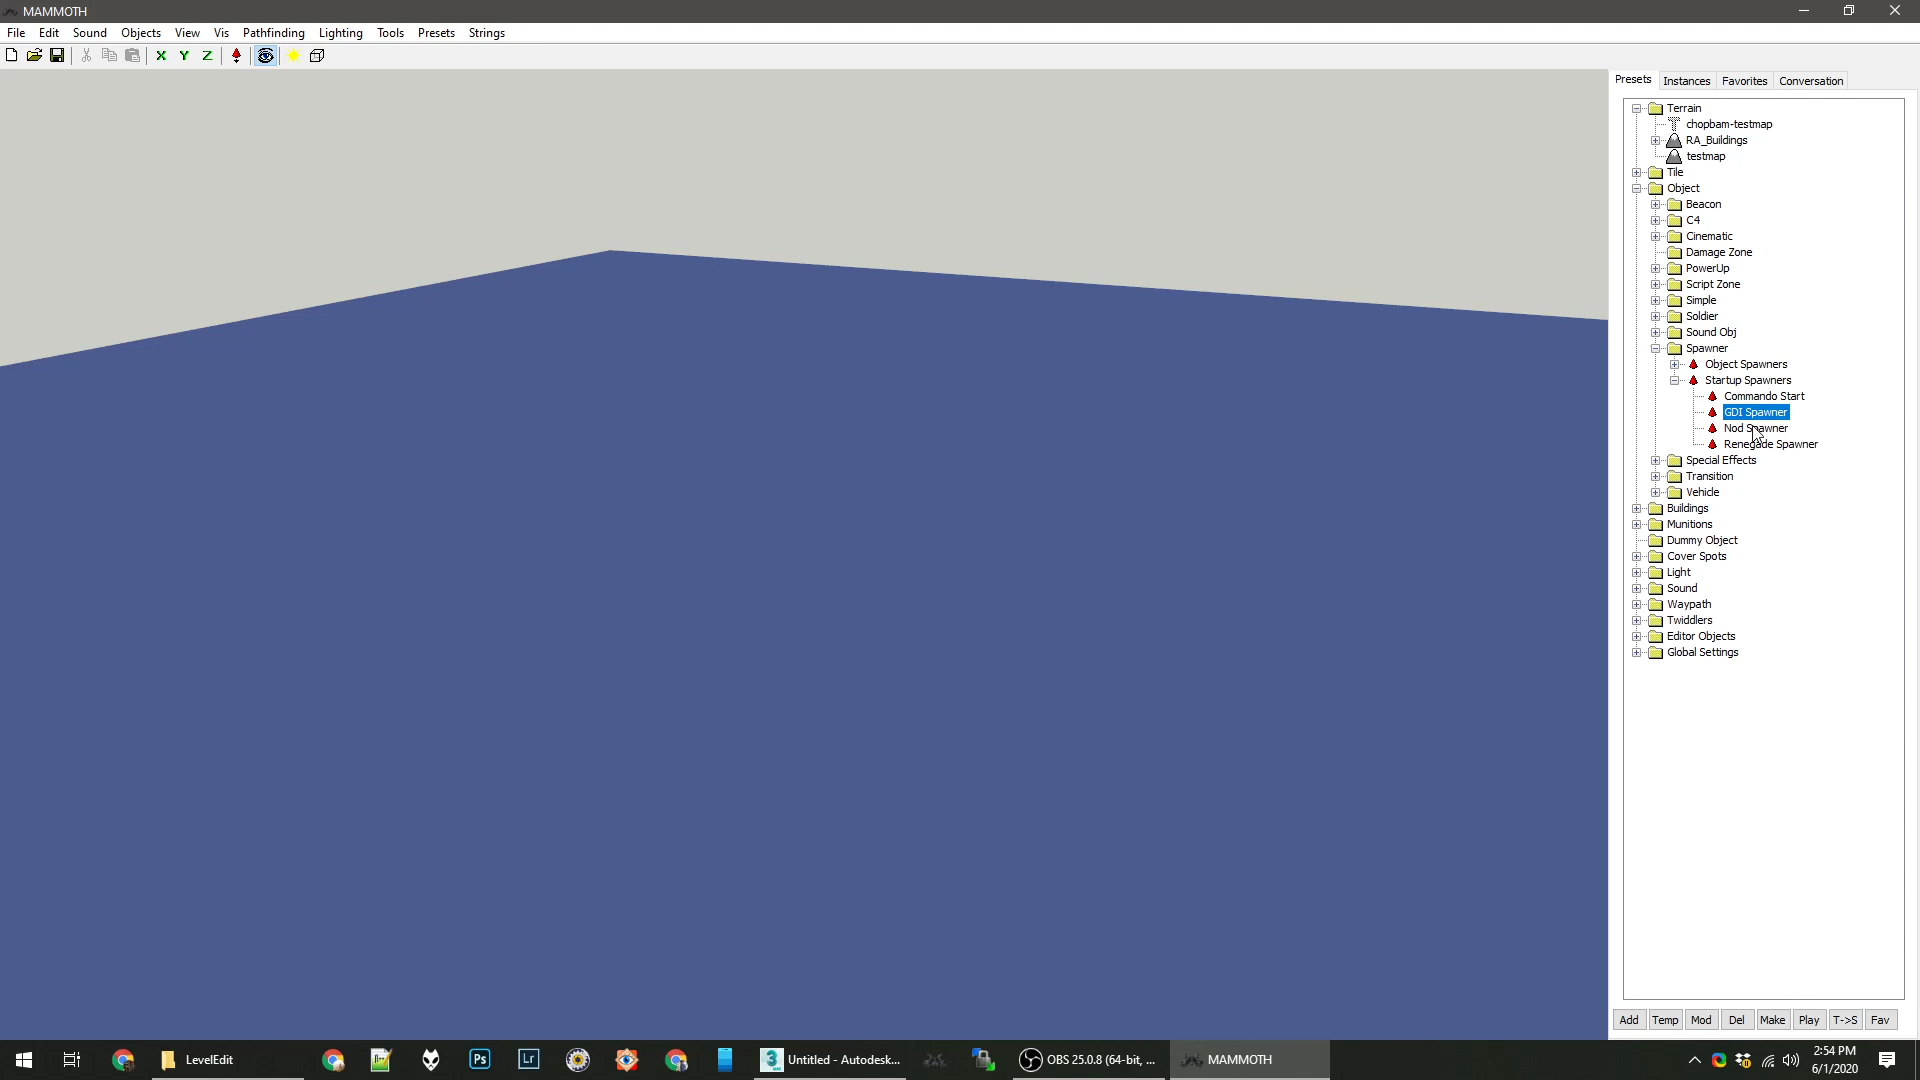 MAMMOTH
File Edit Sound Objects View Vis Pathfinding Lighting Tools Presets Strings
X Y Z
Presets Instances Favorites Conversation
Terrain
chopbam-testmap
RA_Buildings
testmap
Tile
Object
Beacon
C4
Cinematic
Damage Zone
PowerUp
Script Zone
Simple
Soldier
Sound Obj
Spawner
Object Spawners
Startup Spawners
Commando Start
GDI Spawner
Nod Spawner
Renegade Spawner
Special Effects
Transition
Vehicle
Buildings
Munitions
Dummy Object
Cover Spots
Light
Sound
Waypath
Twiddlers
Editor Objects
Global Settings
Add Temp Mod Del Make Play T->S Fav
LevelEdit Ps Lr 3 Untitled - Autodesk... OBS 25.0.8 (64-bit, ... MAMMOTH 2:54 PM
6/1/2020